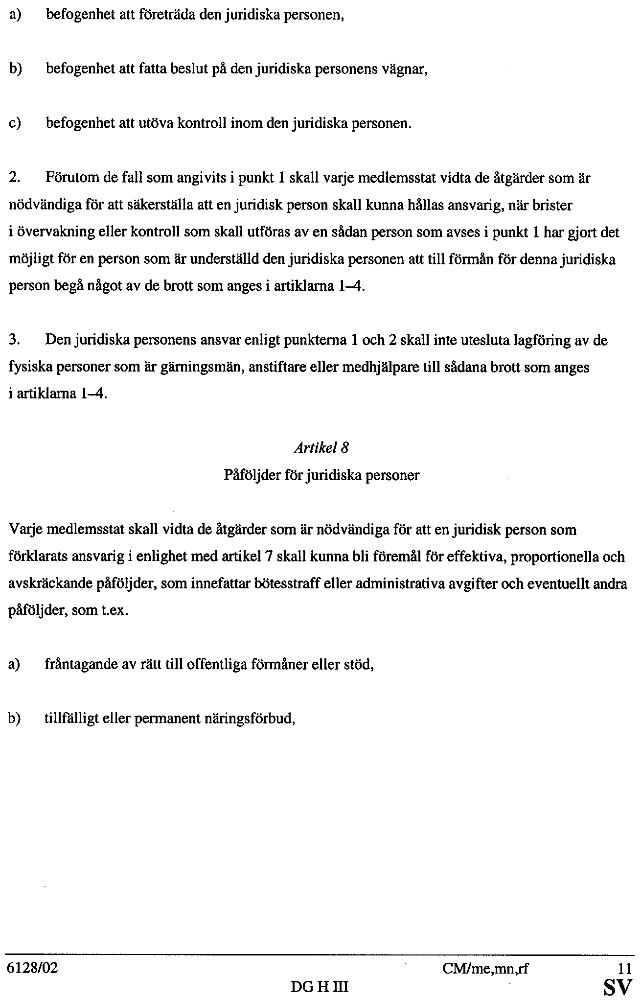 a) befogenhet att företräda den juridiska personen,
b) befogenhet att fatta beslut på den juridiska personens vägnar,
c) befogenhet att utöva kontroll inom den juridiska personen.
2. Förutom de fall som angivits i punkt 1 skall varje medlemsstat vidta de åtgärder som är
nödvändiga för att säkerställa att en juridisk person skall kunna hållas ansvarig, när brister
i övervakning eller kontroll som skall utföras av en sådan person som avses i punkt 1 har gjort det
möjligt för en person som är underställd den juridiska personen att till förmån för denna juridiska
person begå något av de brott som anges i artiklarna 1–4.
3. Den juridiska personens ansvar enligt punkterna 1 och 2 skall inte utesluta lagföring av de
fysiska personer som är gärningsmän, anstiftare eller medhjälpare till sådana brott som anges
i artiklarna 1–4.
Artikel 8
Påföljder för juridiska personer
Varje medlemsstat skall vidta de åtgärder som är nödvändiga för att en juridisk person som
förklarats ansvarig i enlighet med artikel 7 skall kunna bli föremål för effektiva, proportionella och
avskräckande påföljder, som innefattar bötesstraff eller administrativa avgifter och eventuellt andra
påföljder, som t.ex.
a) fråntagande av rätt till offentliga förmåner eller stöd,
b) tillfälligt eller permanent näringsförbud,
6128/02 CM/me,mn,rf 11
DG H III SV